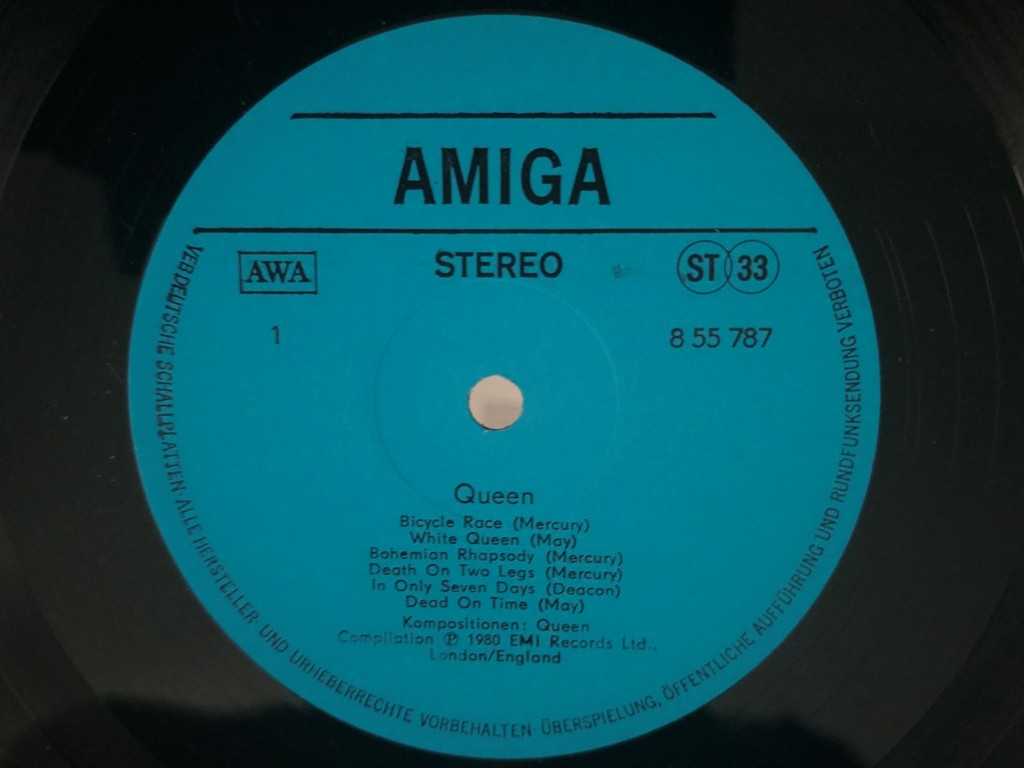 AMIGA
AWA
STEREO
ST 33
1
8 55 787
Queen
Bicycle Race (Mercury)
White Queen (May)
Bohemian Rhapsody (Mercury)
Death On Two Legs (Mercury)
In Only Seven Days (Deacon)
Dead On Time (May)
Kompositionen: Queen
Compilation ℗ 1980 EMI Records Ltd.,
London/England
VEB DEUTSCHE SCHALLPLATTEN · ALLE HERSTELLER- UND URHEBERRECHTE VORBEHALTEN · ÜBERSPIELUNG, ÖFFENTLICHE AUFFÜHRUNG UND RUNDFUNKSENDUNG VERBOTEN